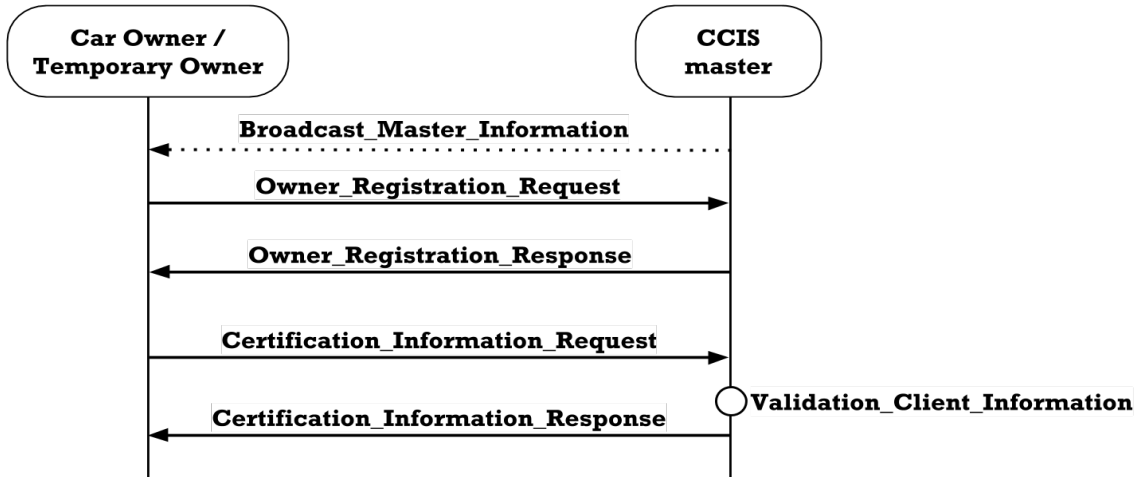 Car Owner /
Temporary Owner
CCIS
master
Broadcast_Master_Information
Owner_Registration_Request
Owner_Registration_Response
Certification_Information_Request
Validation_Client_Information
Certification_Information_Response